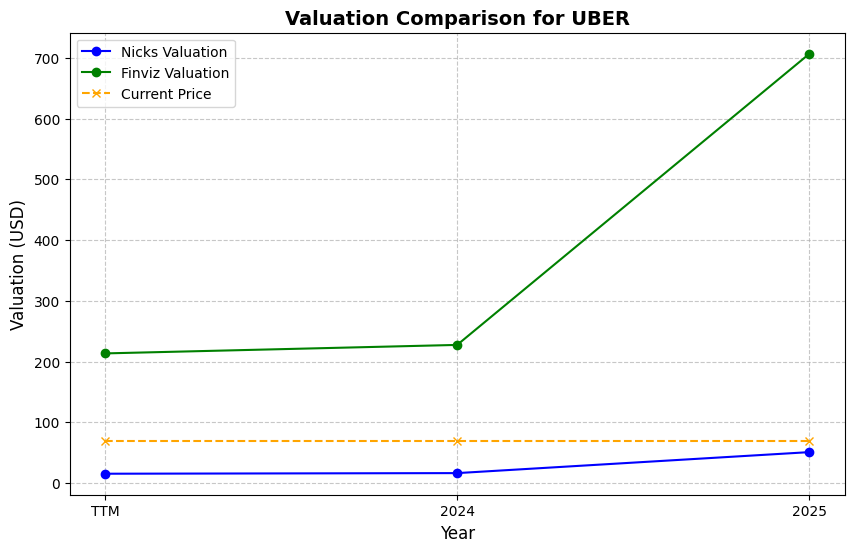 Valuation Comparison for UBER
Nicks Valuation
Finviz Valuation
Current Price
Valuation (USD)
700
600
500
400
300
200
100
0
TTM
2024
2025
Year